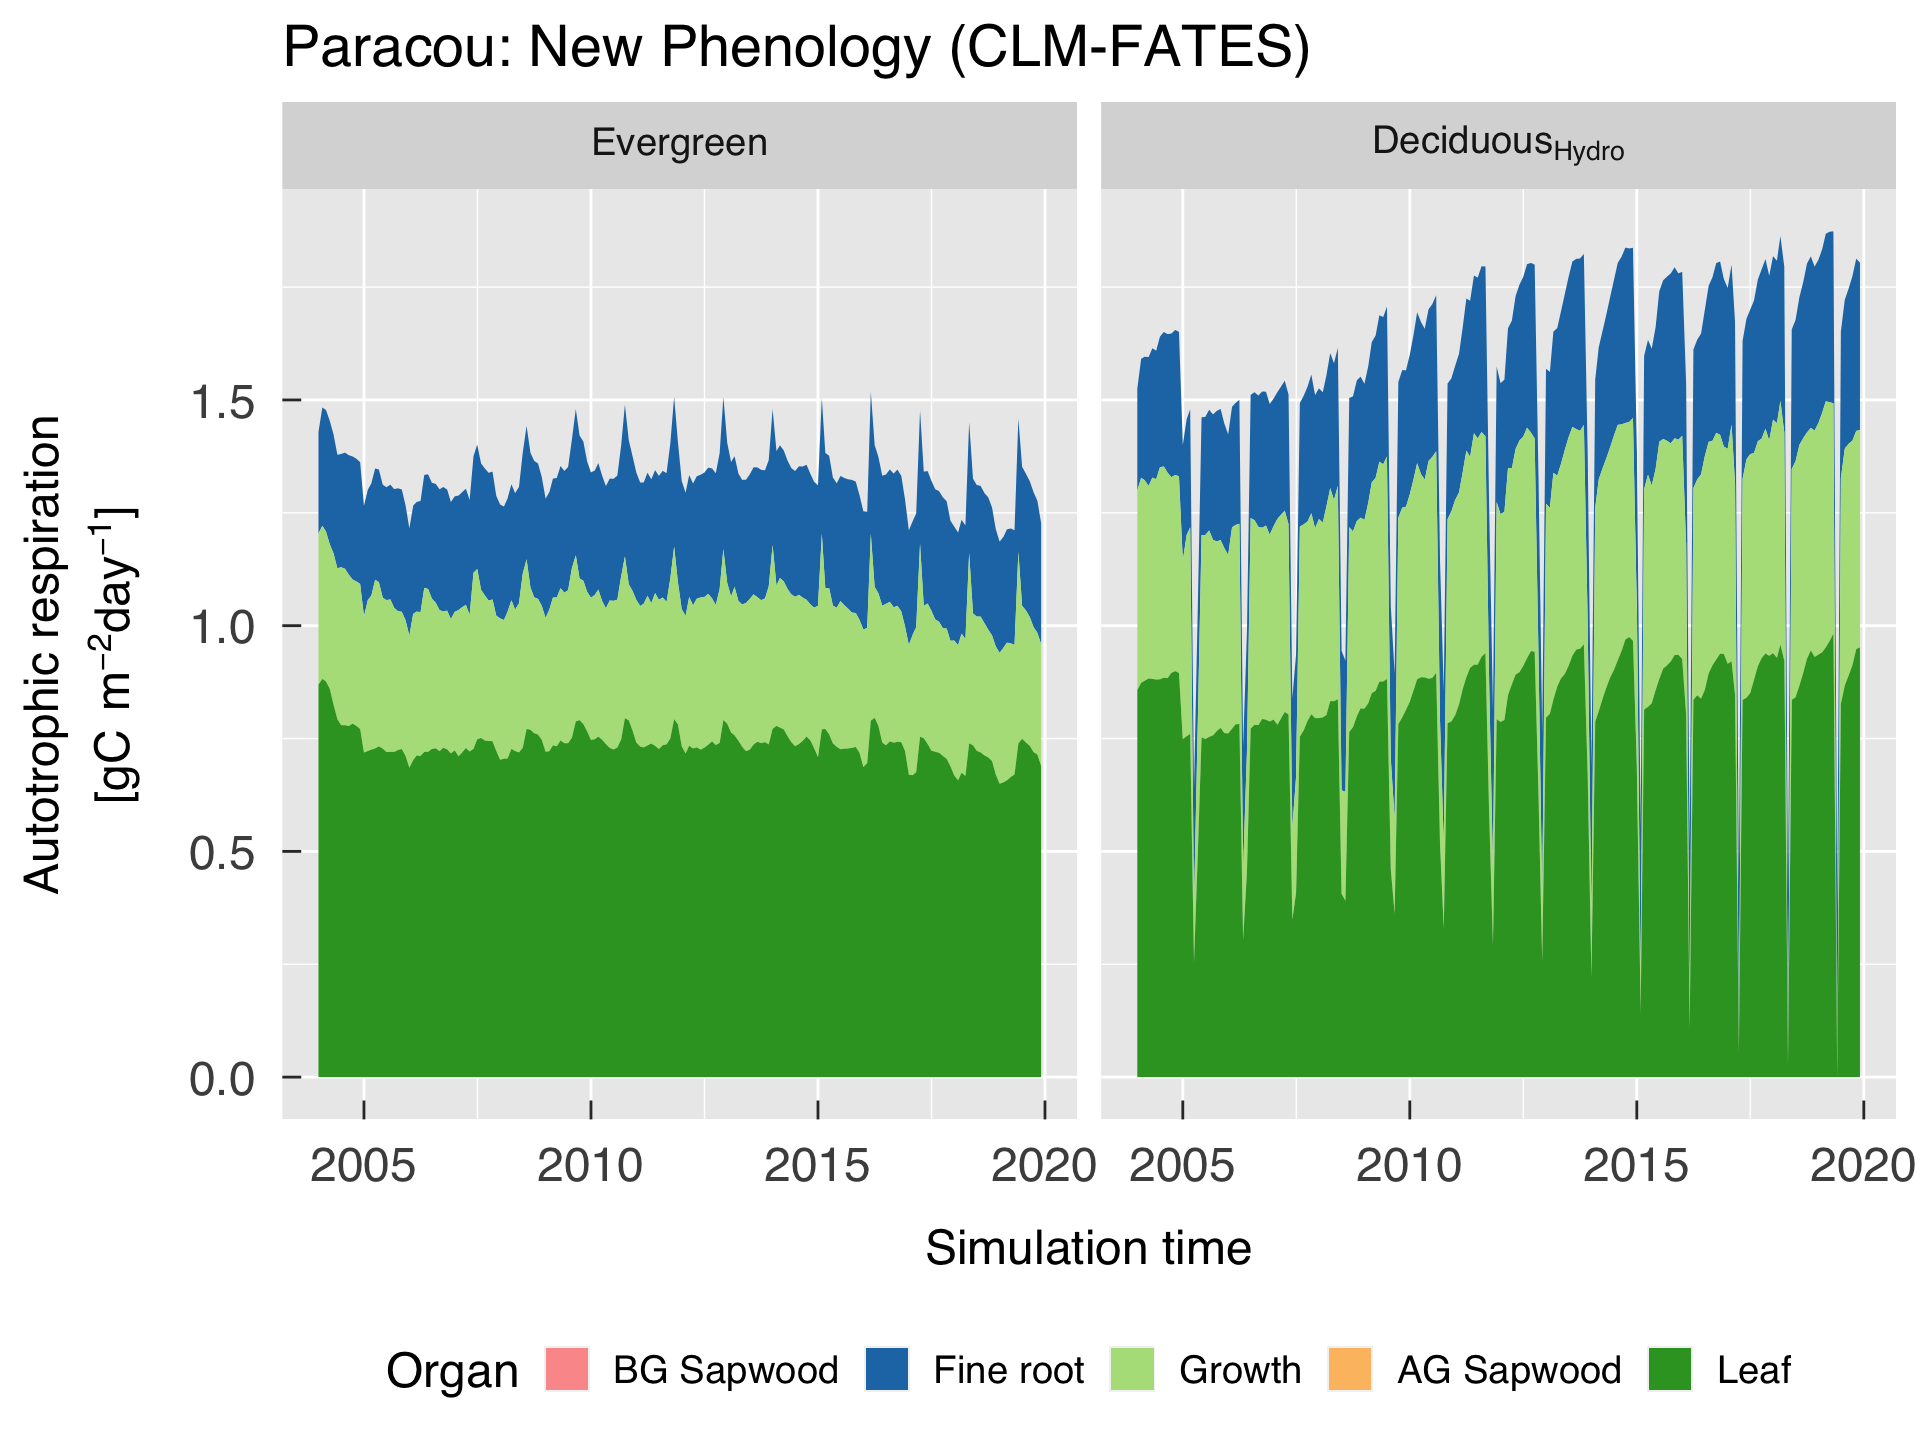 Paracou: New Phenology (CLM-FATES)
Evergreen
Deciduous_Hydro
Autotrophic respiration
[gC m⁻²day⁻¹]
1.5
1.0
0.5
0.0
2005 2010 2015 2020 2005 2010 2015 2020
Simulation time
Organ BG Sapwood Fine root Growth AG Sapwood Leaf